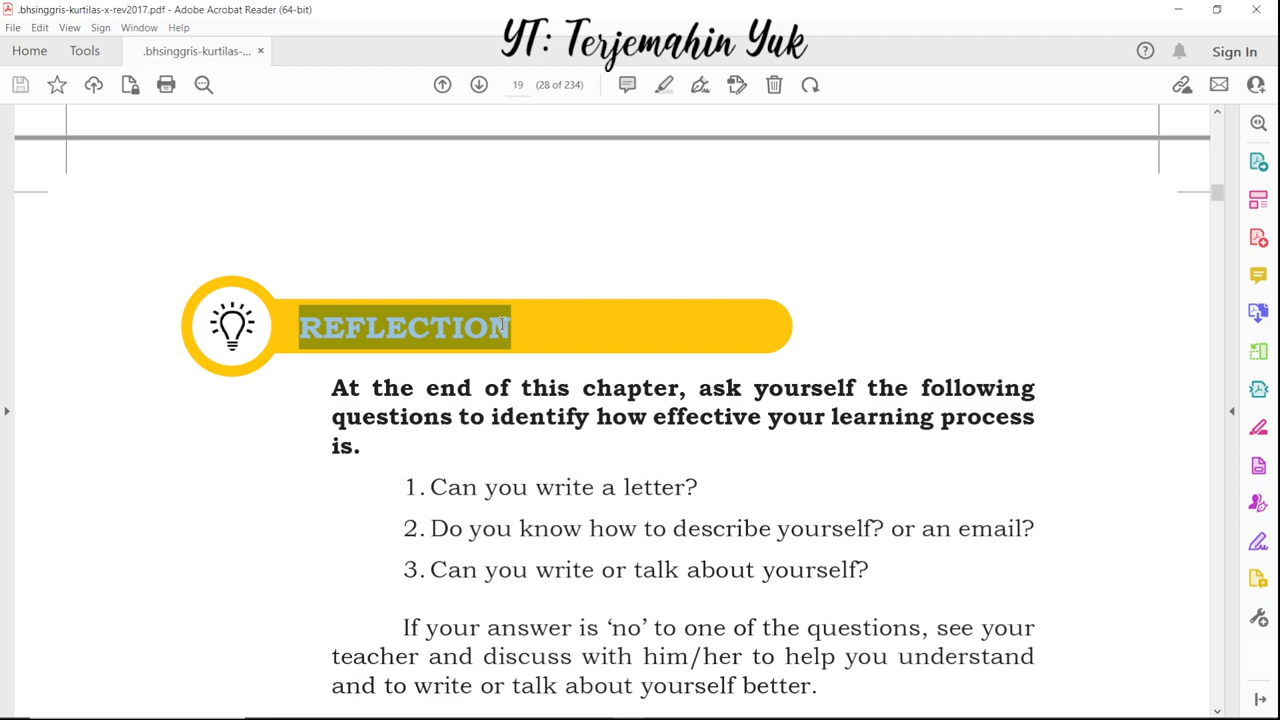 .bhsinggris-kurtilas-x-rev2017.pdf - Adobe Acrobat Reader (64-bit)
File Edit View Sign Window Help
YT: Terjemahin Yuk
Home Tools .bhsinggris-kurtilas-... × Sign In
19 (28 of 234)
REFLECTION
At the end of this chapter, ask yourself the following
questions to identify how effective your learning process
is.
1. Can you write a letter?
2. Do you know how to describe yourself? or an email?
3. Can you write or talk about yourself?
If your answer is ‘no’ to one of the questions, see your
teacher and discuss with him/her to help you understand
and to write or talk about yourself better.